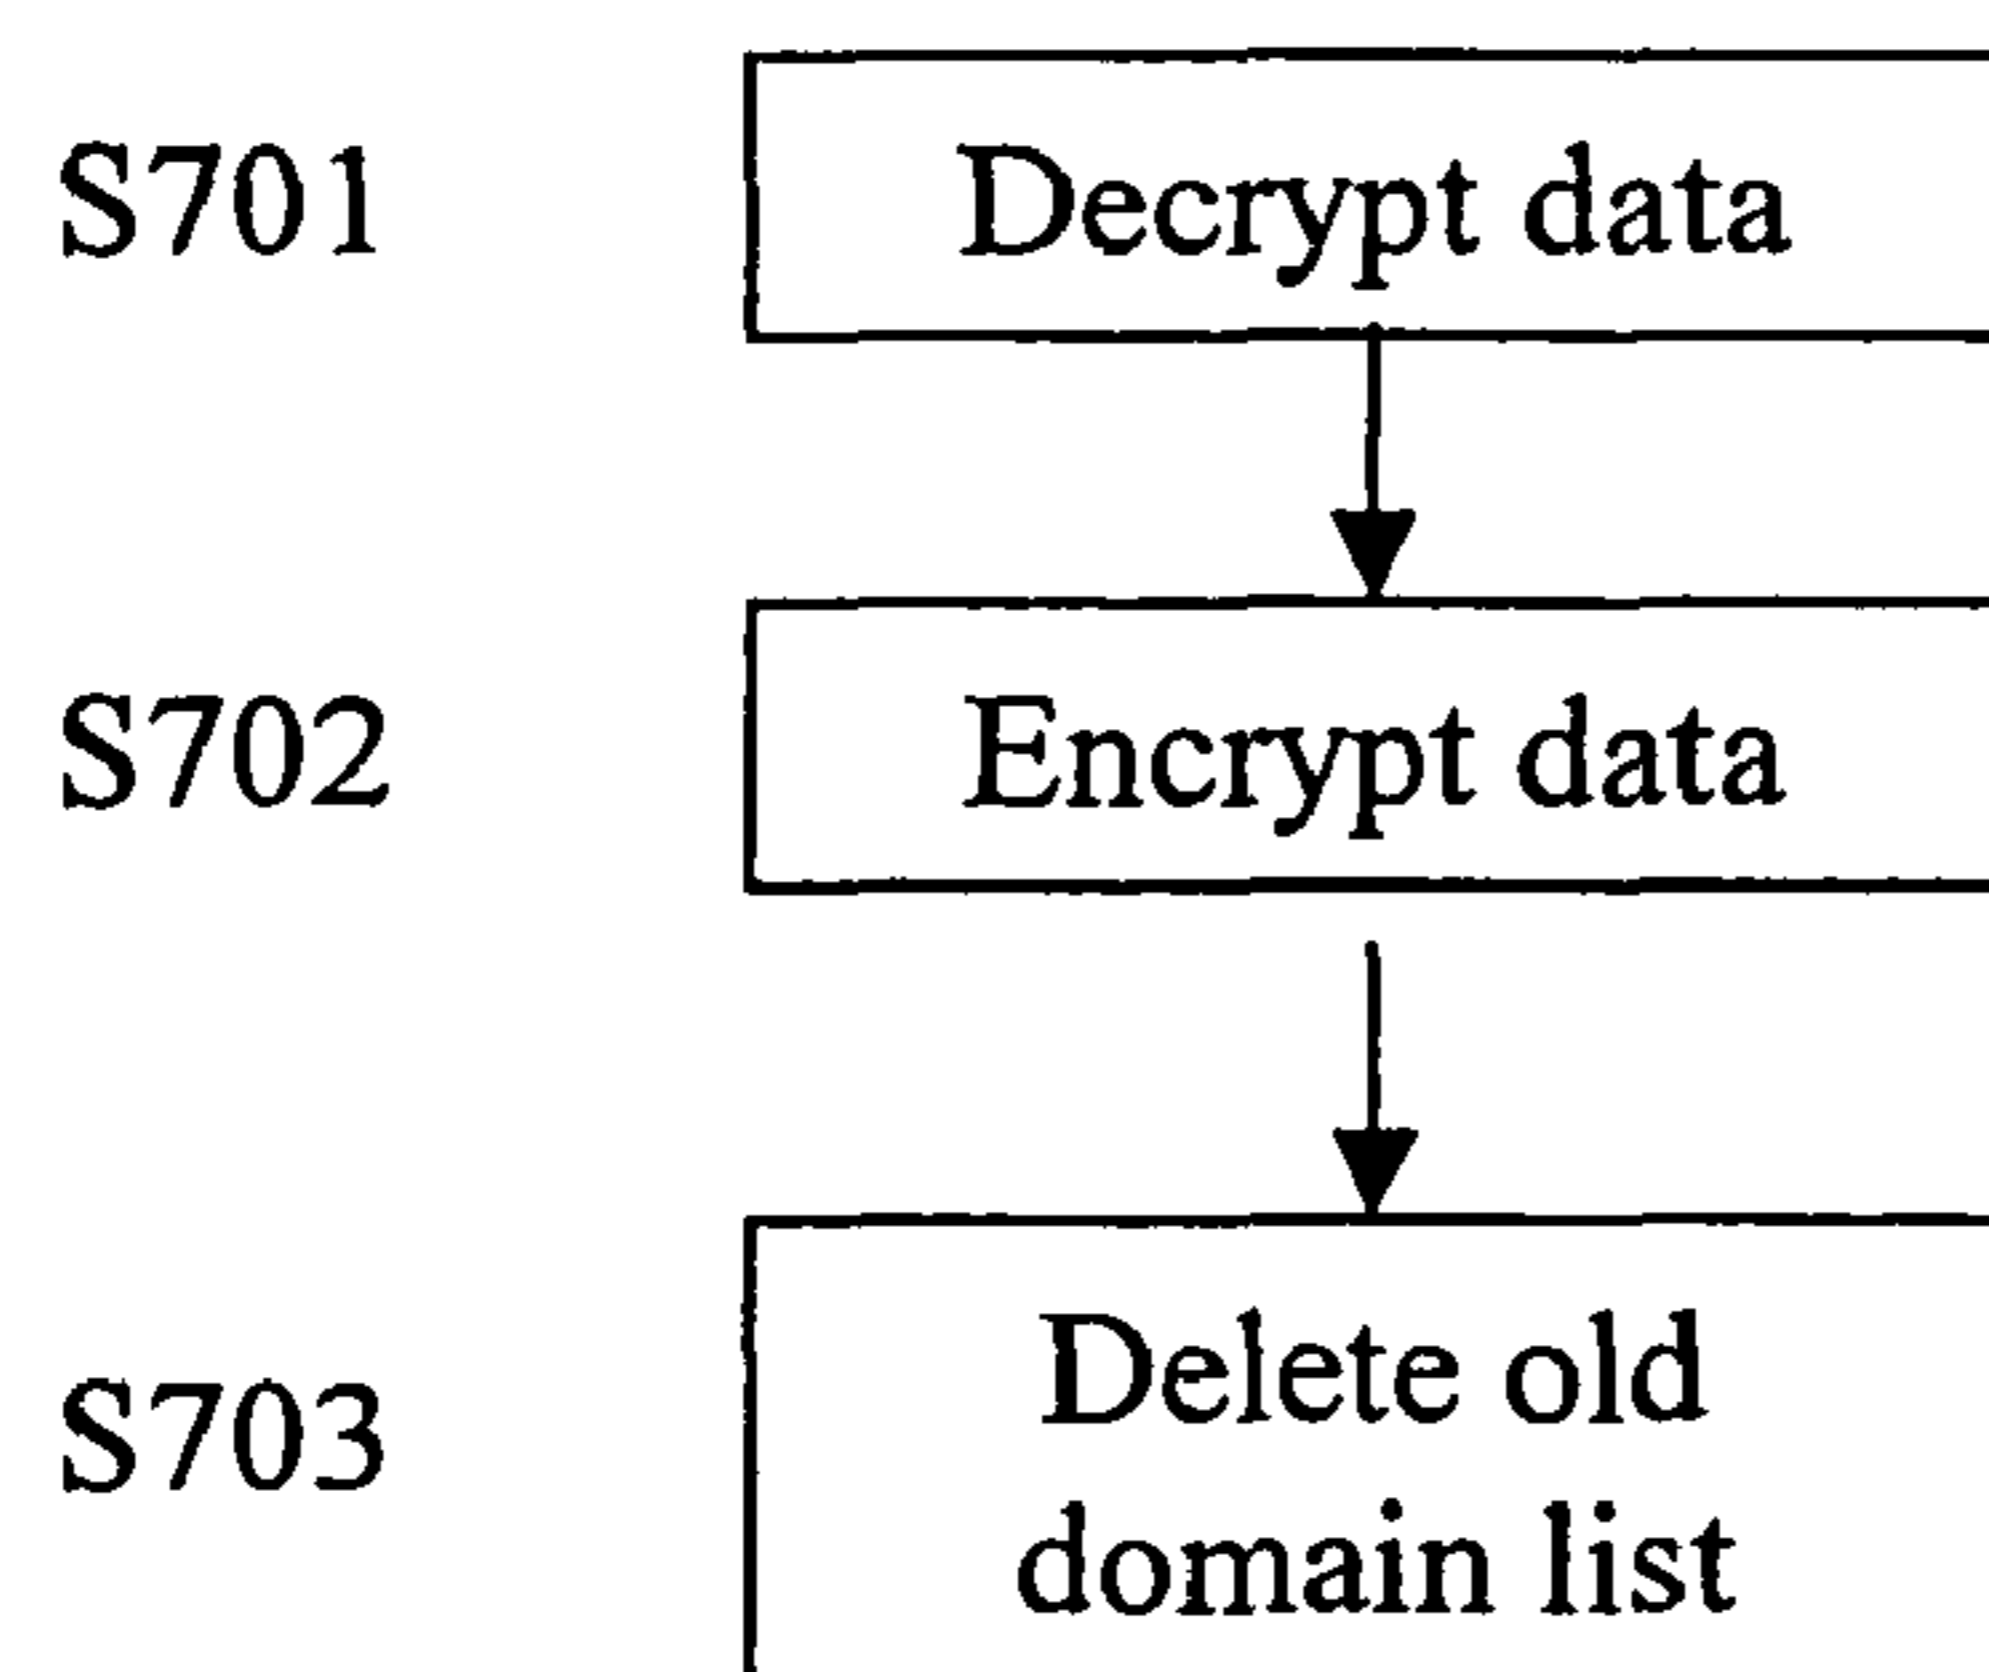 S701
Decrypt data
S702
Encrypt data
S703
Delete old
domain list